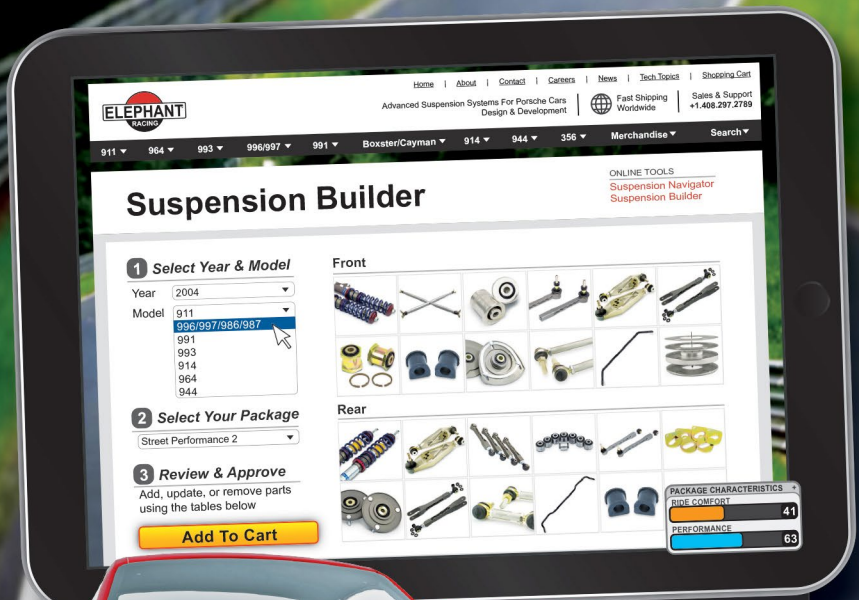 Home | About | Contact | Careers | News | Tech Topics | Shopping Cart
ELEPHANT
RACING
Advanced Suspension Systems For Porsche Cars
Design & Development
Fast Shipping
Worldwide
Sales & Support
+1.408.297.2789
911 ▼ 964 ▼ 993 ▼ 996/997 ▼ 991 ▼ Boxster/Cayman ▼ 914 ▼ 944 ▼ 356 ▼ Merchandise ▼ Search ▼
Suspension Builder
ONLINE TOOLS
Suspension Navigator
Suspension Builder
1 Select Year & Model
Year 2004
Model 911
996/997/986/987
991
993
914
964
944
2 Select Your Package
Street Performance 2
3 Review & Approve
Add, update, or remove parts
using the tables below
Add To Cart
Front
Rear
PACKAGE CHARACTERISTICS +
RIDE COMFORT
41
PERFORMANCE
63